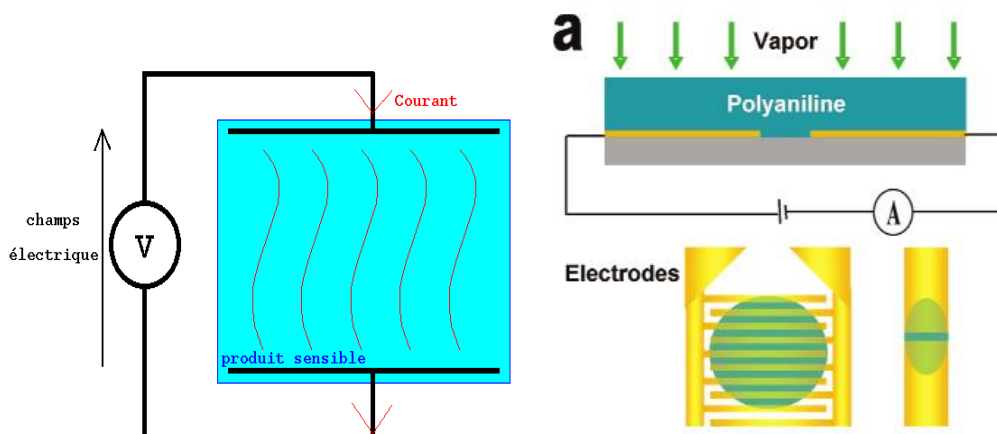 Courant
champs
électrique
V
produit sensible
a
Vapor
Polyaniline
A
Electrodes